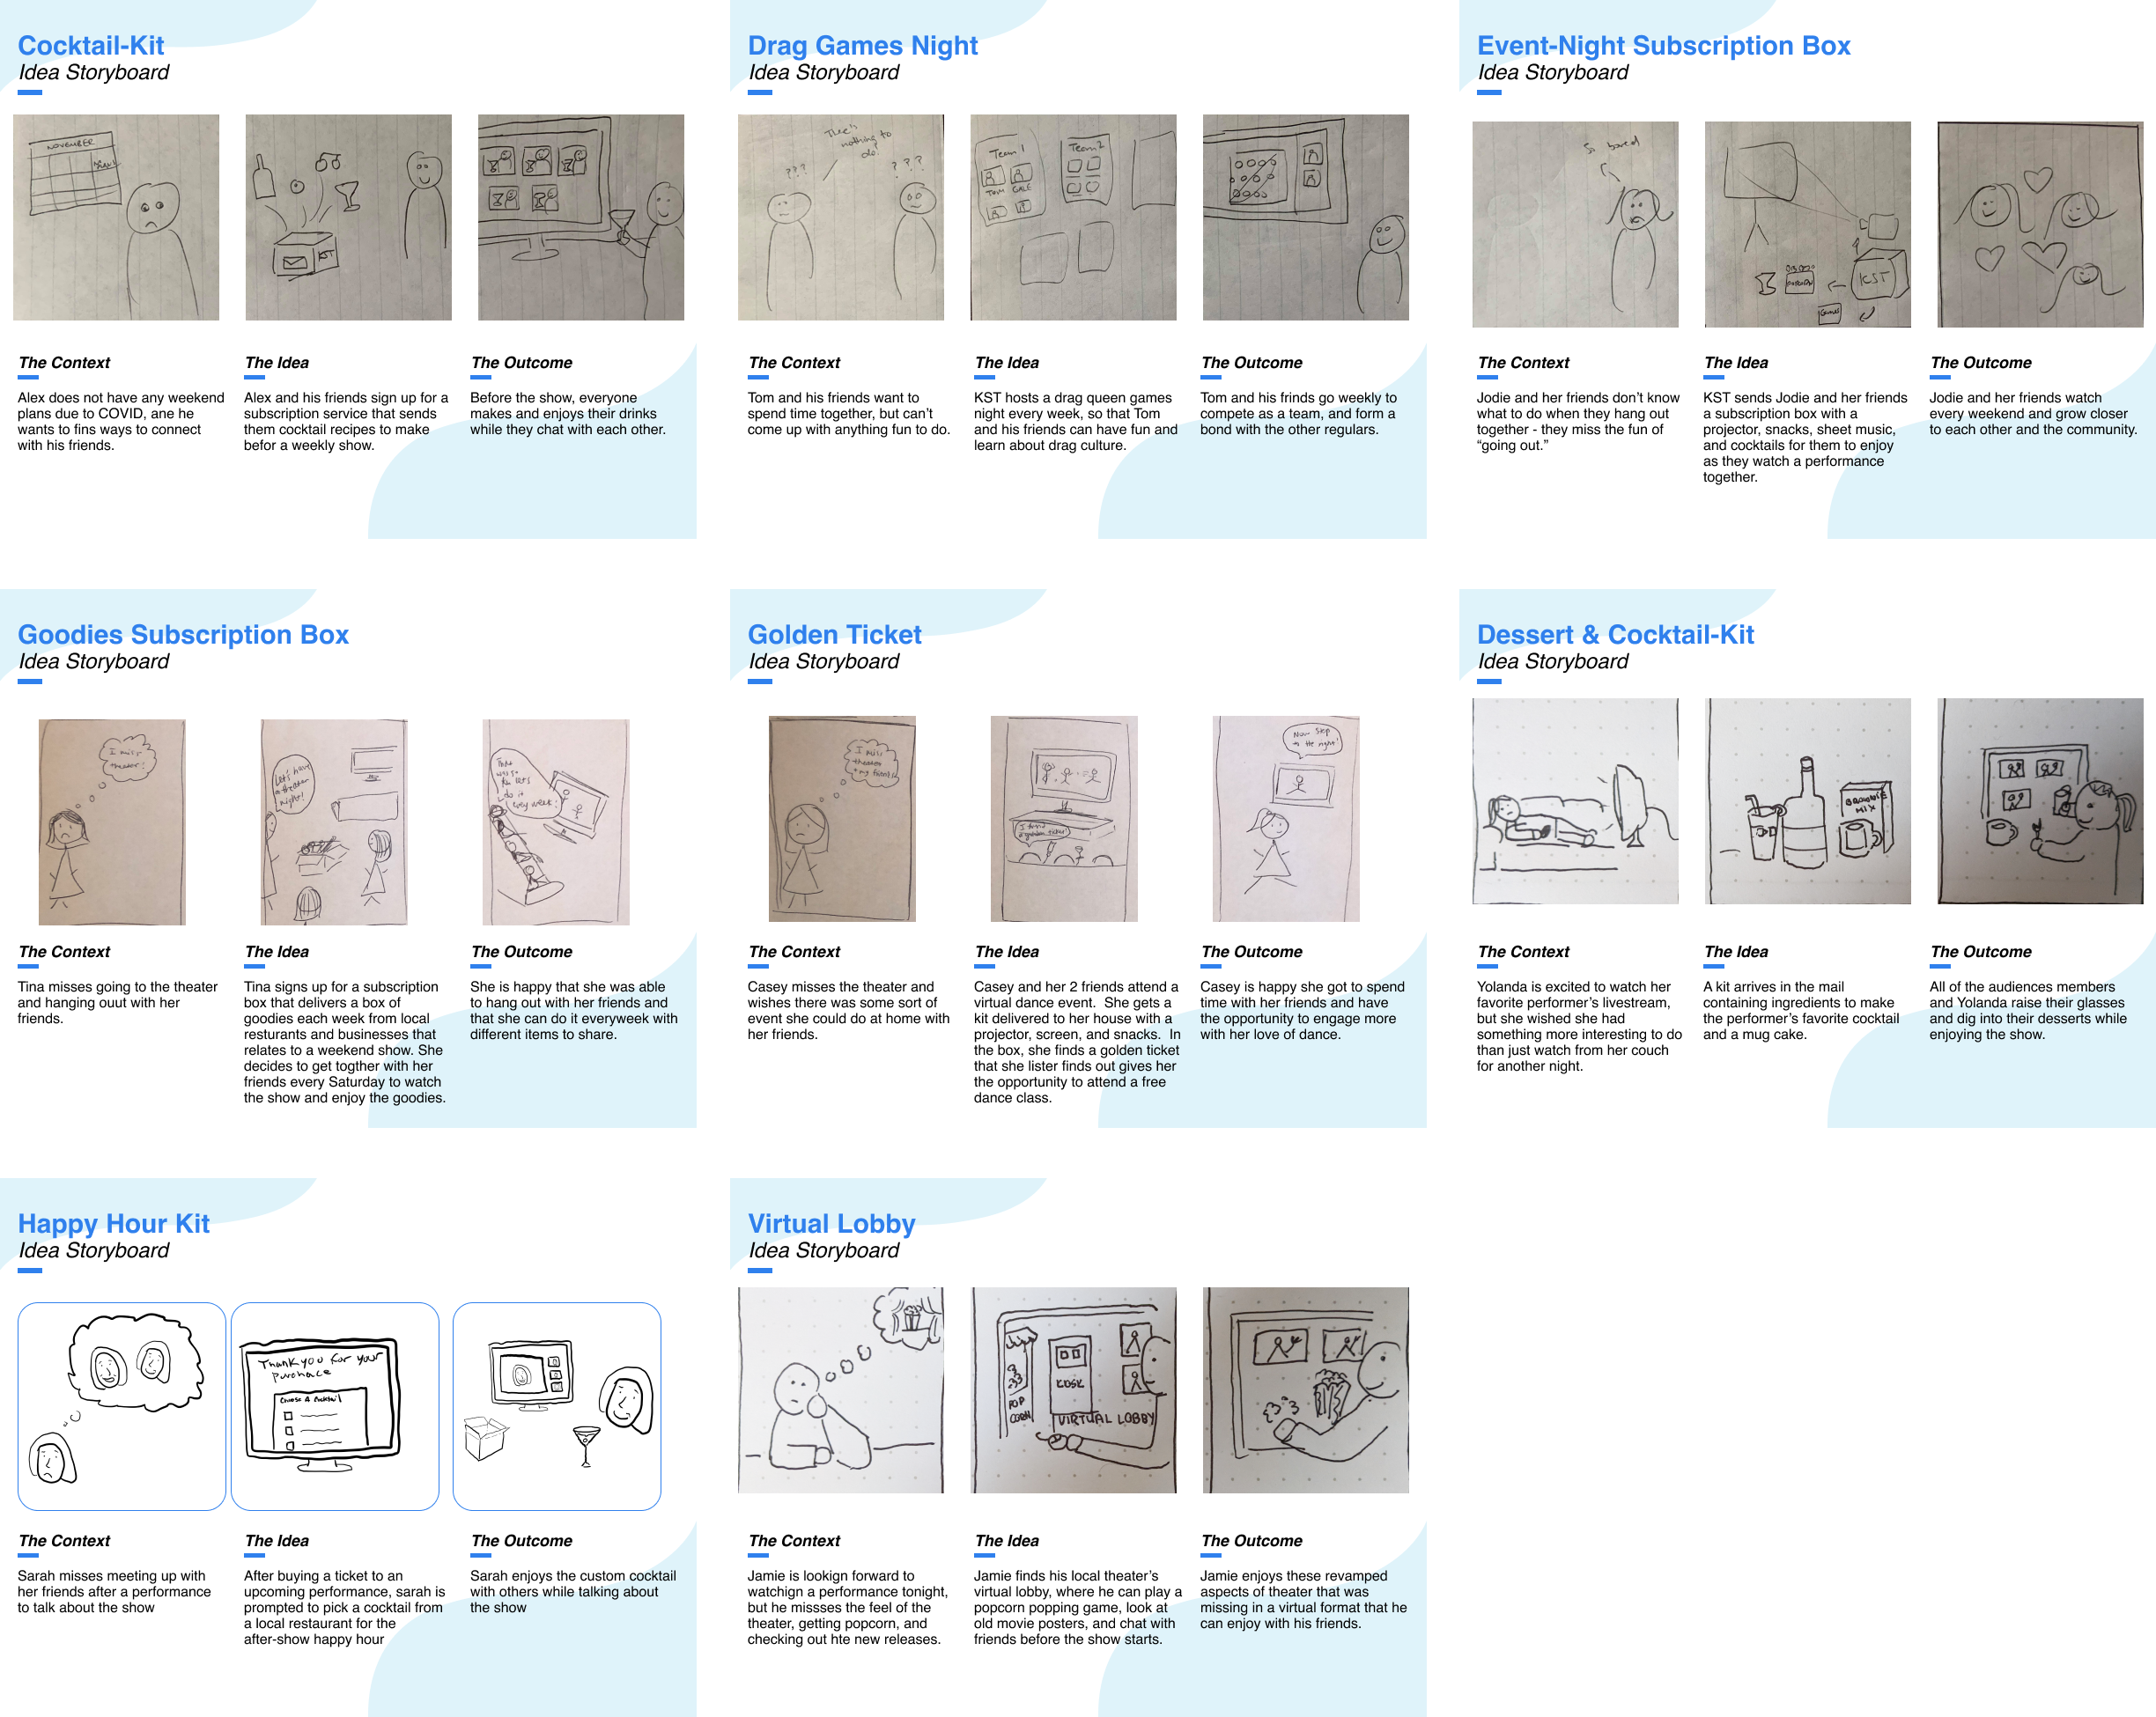 Cocktail-Kit
Idea Storyboard
NOVEMBER
KST
The Context
Alex does not have any weekend
plans due to COVID, ane he
wants to fins ways to connect
with his friends.
The Idea
Alex and his friends sign up for a
subscription service that sends
them cocktail recipes to make
befor a weekly show.
The Outcome
Before the show, everyone
makes and enjoys their drinks
while they chat with each other.
Drag Games Night
Idea Storyboard
nothing to
do!
???
???
Team 1
Team 2
TOM
The Context
Tom and his friends want to
spend time together, but can't
come up with anything fun to do.
The Idea
KST hosts a drag queen games
night every week, so that Tom
and his friends can have fun and
learn about drag culture.
The Outcome
Tom and his frinds go weekly to
compete as a team, and form a
bond with the other regulars.
Event-Night Subscription Box
Idea Storyboard
So bored
KST
The Context
Jodie and her friends don't know
what to do when they hang out
together - they miss the fun of
“going out.”
The Idea
KST sends Jodie and her friends
a subscription box with a
projector, snacks, sheet music,
and cocktails for them to enjoy
as they watch a performance
together.
The Outcome
Jodie and her friends watch
every weekend and grow closer
to each other and the community.
Goodies Subscription Box
Idea Storyboard
I miss
theater!
Let's have
a theater
night!
That
was so
fun let's
do it
every week!
The Context
Tina misses going to the theater
and hanging ouut with her
friends.
The Idea
Tina signs up for a subscription
box that delivers a box of
goodies each week from local
resturants and businesses that
relates to a weekend show. She
decides to get togther with her
friends every Saturday to watch
the show and enjoy the goodies.
The Outcome
She is happy that she was able
to hang out with her friends and
that she can do it everyweek with
different items to share.
Golden Ticket
Idea Storyboard
I miss
theater
+ my friends
I found
a golden ticket!
Now step
to the right!
The Context
Casey misses the theater and
wishes there was some sort of
event she could do at home with
her friends.
The Idea
Casey and her 2 friends attend a
virtual dance event.  She gets a
kit delivered to her house with a
projector, screen, and snacks.  In
the box, she finds a golden ticket
that she lister finds out gives her
the opportunity to attend a free
dance class.
The Outcome
Casey is happy she got to spend
time with her friends and have
the opportunity to engage more
with her love of dance.
Dessert & Cocktail-Kit
Idea Storyboard
BROWNIE
MIX
The Context
Yolanda is excited to watch her
favorite performer's livestream,
but she wished she had
something more interesting to do
than just watch from her couch
for another night.
The Idea
A kit arrives in the mail
containing ingredients to make
the performer's favorite cocktail
and a mug cake.
The Outcome
All of the audiences members
and Yolanda raise their glasses
and dig into their desserts while
enjoying the show.
Happy Hour Kit
Idea Storyboard
Thank you for your
purchace
Choose A cocktail
The Context
Sarah misses meeting up with
her friends after a performance
to talk about the show
The Idea
After buying a ticket to an
upcoming performance, sarah is
prompted to pick a cocktail from
a local restaurant for the
after-show happy hour
The Outcome
Sarah enjoys the custom cocktail
with others while talking about
the show
Virtual Lobby
Idea Storyboard
POP
CORN
KOSK
VIRTUAL LOBBY
The Context
Jamie is lookign forward to
watchign a performance tonight,
but he missses the feel of the
theater, getting popcorn, and
checking out hte new releases.
The Idea
Jamie finds his local theater's
virtual lobby, where he can play a
popcorn popping game, look at
old movie posters, and chat with
friends before the show starts.
The Outcome
Jamie enjoys these revamped
aspects of theater that was
missing in a virtual format that he
can enjoy with his friends.